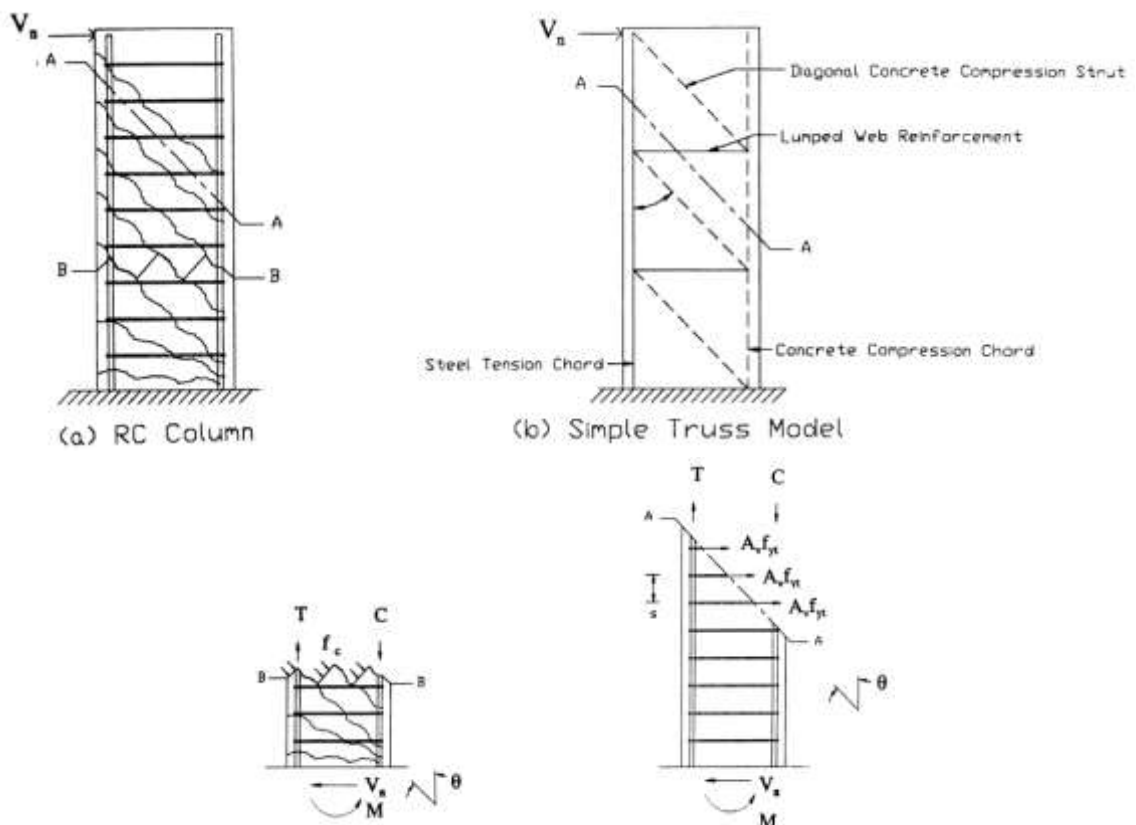 Vn
. A
A
B
B
(a) RC Column
Vn
A
Diagonal Concrete Compression Strut
Lumped Web Reinforcement
A
Steel Tension Chord
Concrete Compression Chord
(b) Simple Truss Model
T
C
fc
B
B
θ
Vn
M
T
C
A
Avfyt
Avfyt
s
Avfyt
A
θ
Vn
M